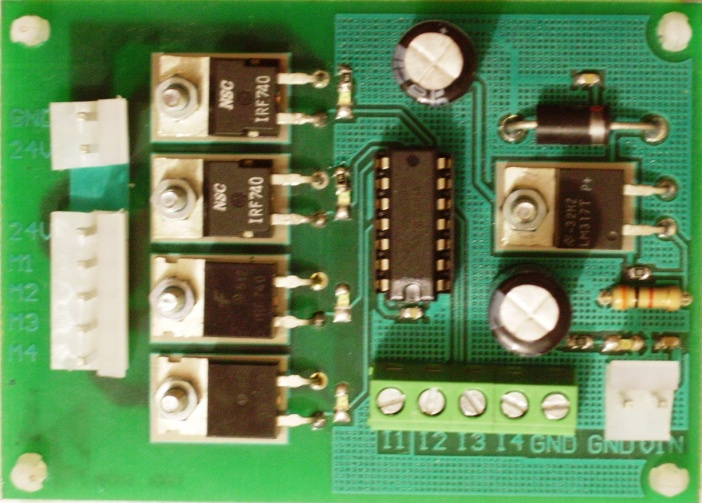 GND
24V
24V
M1
M2
M3
M4
NSC
IRF740
NSC
IRF740
LM317T P+
I1 I2 I3 I4 GND GND VIN